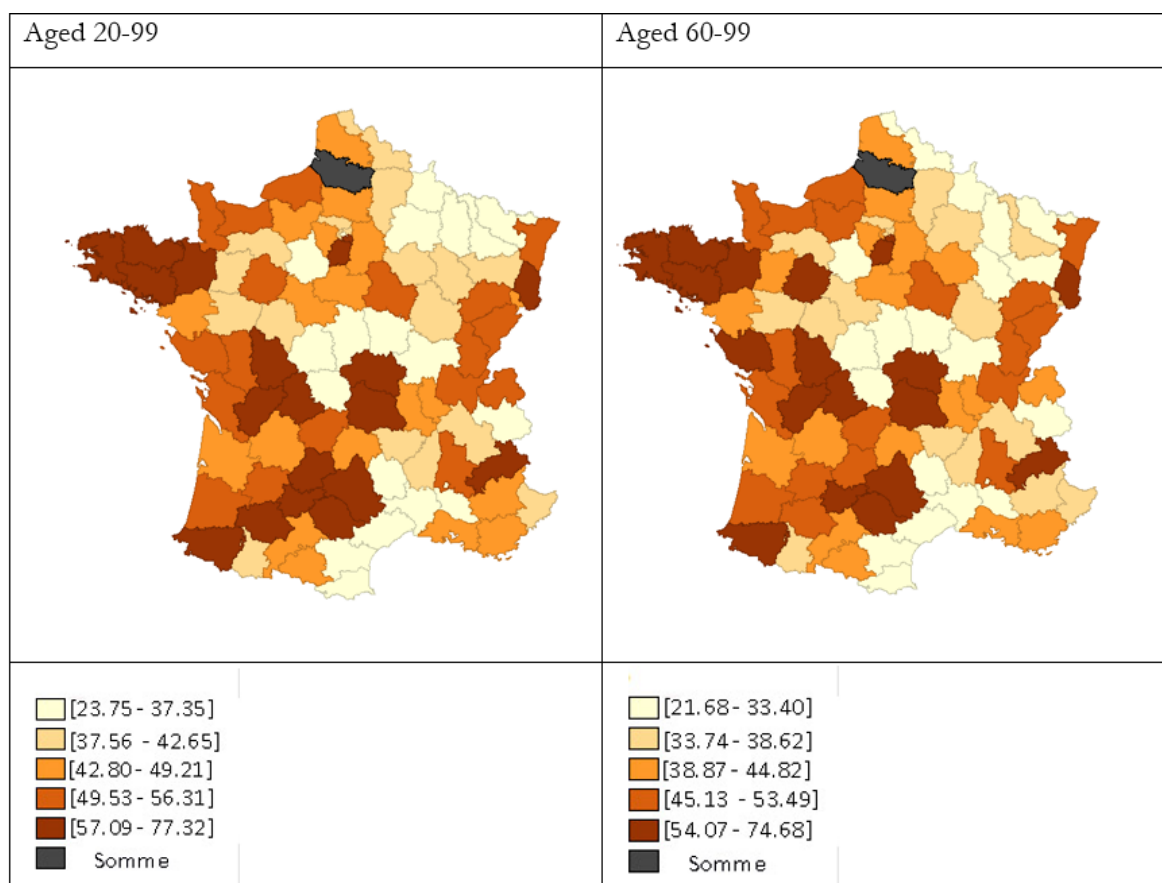 Aged 20-99
Aged 60-99
[23.75 - 37.35]
[37.56 - 42.65]
[42.80 - 49.21]
[49.53 - 56.31]
[57.09 - 77.32]
Somme
[21.68 - 33.40]
[33.74 - 38.62]
[38.87 - 44.82]
[45.13 - 53.49]
[54.07 - 74.68]
Somme